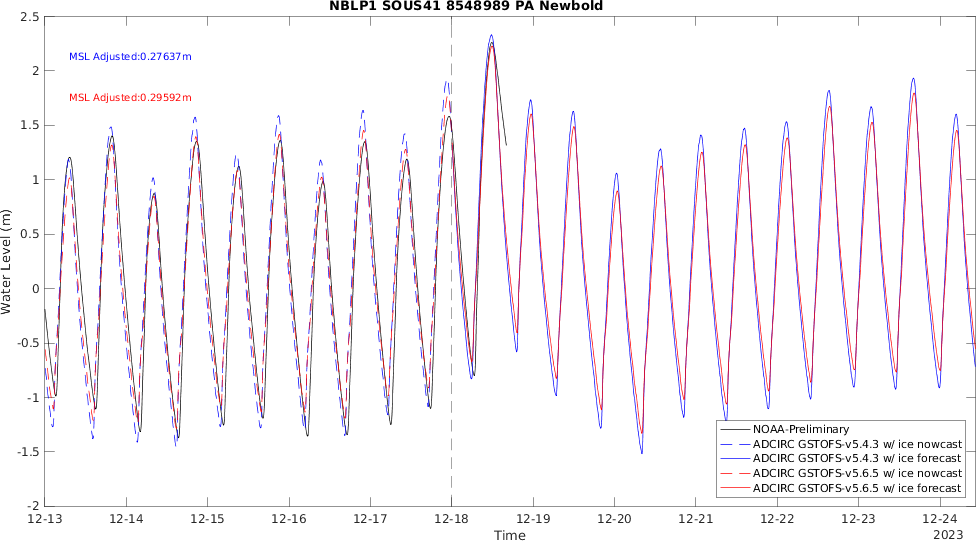 NBLP1 SOUS41 8548989 PA Newbold
2.5
2
1.5
1
0.5
0
-0.5
-1
-1.5
-2
Water Level (m)
MSL Adjusted:0.27637m
MSL Adjusted:0.29592m
NOAA-Preliminary
ADCIRC GSTOFS-v5.4.3 w/ ice nowcast
ADCIRC GSTOFS-v5.4.3 w/ ice forecast
ADCIRC GSTOFS-v5.6.5 w/ ice nowcast
ADCIRC GSTOFS-v5.6.5 w/ ice forecast
12-13 12-14 12-15 12-16 12-17 12-18 12-19 12-20 12-21 12-22 12-23 12-24
Time
2023